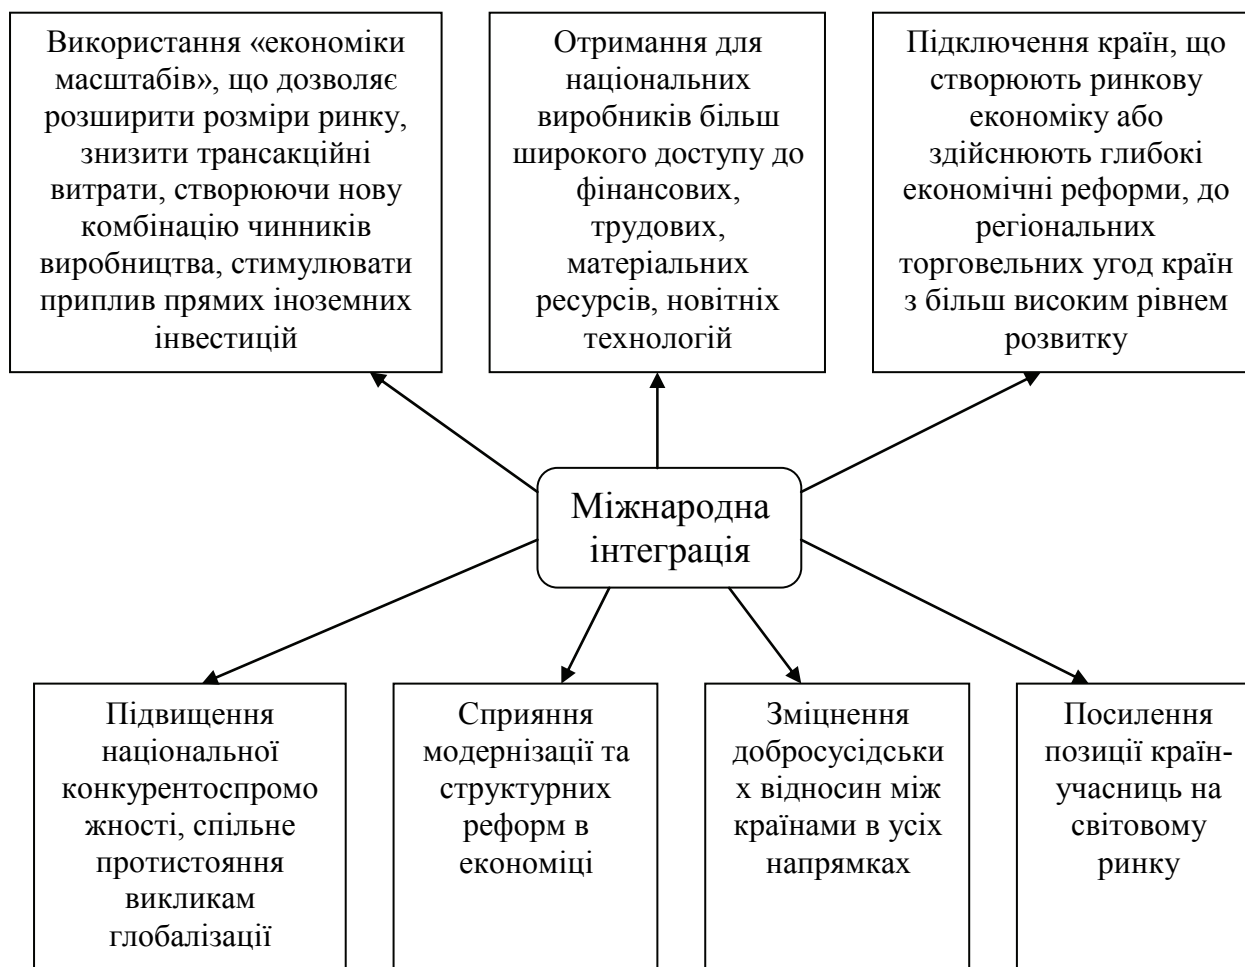 Використання «економіки
масштабів», що дозволяє
розширити розміри ринку,
знизити трансакційні
витрати, створюючи нову
комбінацію чинників
виробництва, стимулювати
приплив прямих іноземних
інвестицій
Отримання для
національних
виробників більш
широкого доступу до
фінансових,
трудових,
матеріальних
ресурсів, новітніх
технологій
Підключення країн, що
створюють ринкову
економіку або
здійснюють глибокі
економічні реформи, до
регіональних
торговельних угод країн
з більш високим рівнем
розвитку
Міжнародна
інтеграція
Підвищення
національної
конкурентоспромо
жності, спільне
протистояння
викликам
глобалізації
Сприяння
модернізації та
структурних
реформ в
економіці
Зміцнення
добросусідськи
х відносин між
країнами в усіх
напрямках
Посилення
позиції країн-
учасниць на
світовому
ринку